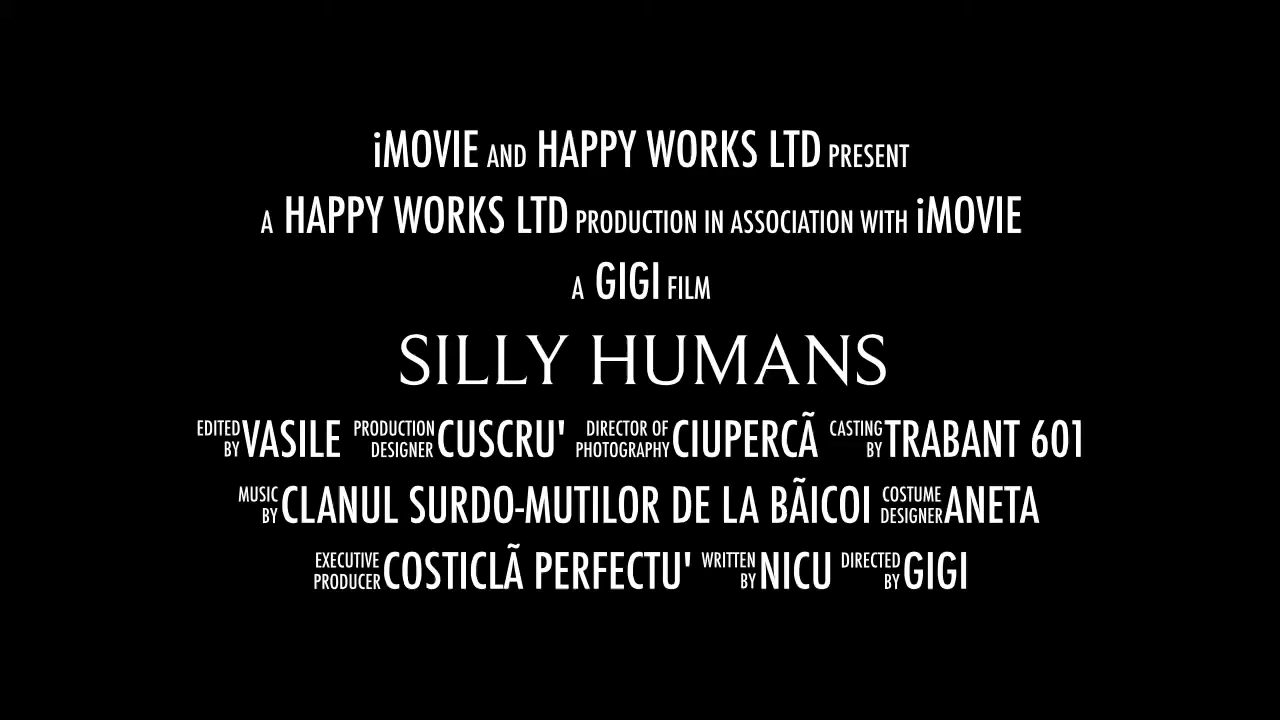 iMOVIE AND HAPPY WORKS LTD PRESENT
A HAPPY WORKS LTD PRODUCTION IN ASSOCIATION WITH iMOVIE
A GIGI FILM
SILLY HUMANS
EDITED BY VASILE PRODUCTION DESIGNER CUSCRU' DIRECTOR OF PHOTOGRAPHY CIUPERCÃ CASTING BY TRABANT 601
MUSIC BY CLANUL SURDO-MUTILOR DE LA BÃICOI COSTUME DESIGNER ANETA
EXECUTIVE PRODUCER COSTICLÃ PERFECTU' WRITTEN BY NICU DIRECTED BY GIGI